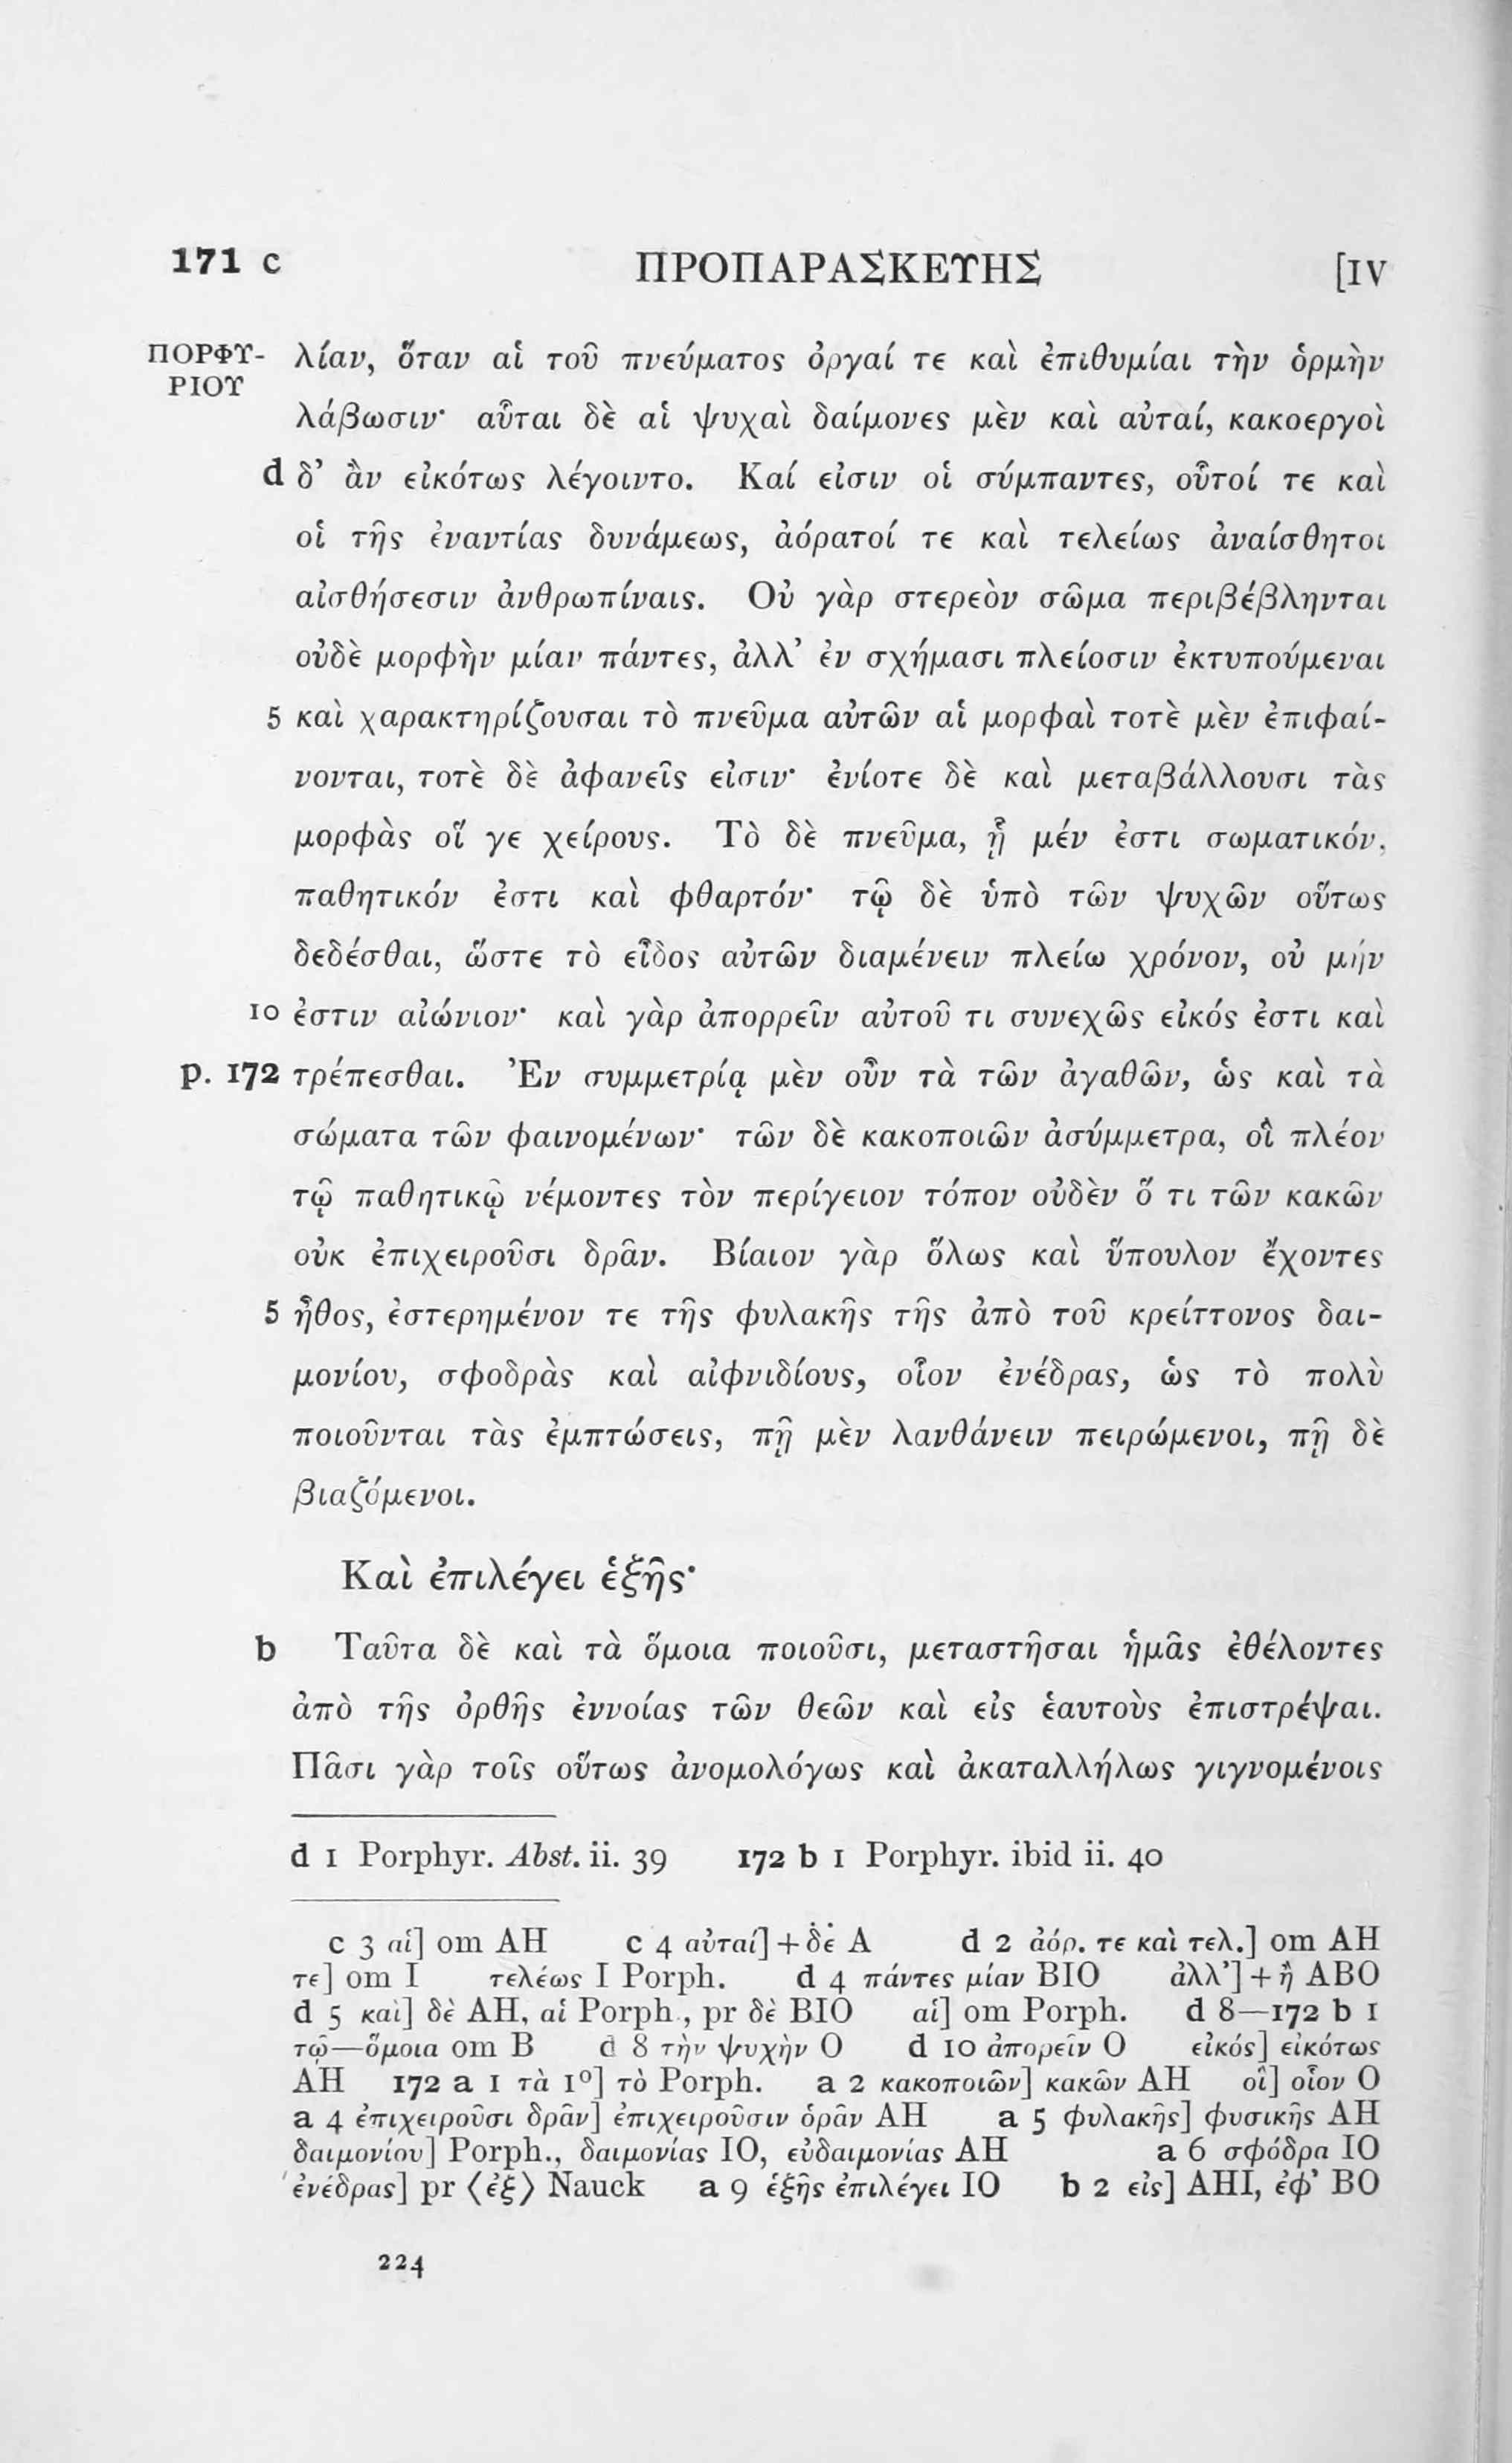 171 c ΠΡΟΠΑΡΑΣΚΕΥΗΣ [IV
ΠΟΡΦΥ- λίαν, ὅταν αἱ τοῦ πνεύματος ὀργαί τε καὶ ἐπιθυμίαι τὴν ὁρμὴν
ΡΙΟΥ
λάβωσιν· αὗται δὲ αἱ ψυχαὶ δαίμονες μὲν καὶ αὐταί, κακοεργοὶ
d δ' ἂν εἰκότως λέγοιντο. Καί εἰσιν οἱ σύμπαντες, οὗτοί τε καὶ
οἱ τῆς ἐναντίας δυνάμεως, ἀόρατοί τε καὶ τελείως ἀναίσθητοι
αἰσθήσεσιν ἀνθρωπίναις. Οὐ γὰρ στερεὸν σῶμα περιβέβληνται
οὐδὲ μορφὴν μίαν πάντες, ἀλλ' ἐν σχήμασι πλείοσιν ἐκτυπούμεναι
5 καὶ χαρακτηρίζουσαι τὸ πνεῦμα αὐτῶν αἱ μορφαὶ τοτὲ μὲν ἐπιφαί-
νονται, τοτὲ δὲ ἀφανεῖς εἰσιν· ἐνίοτε δὲ καὶ μεταβάλλουσι τὰς
μορφὰς οἵ γε χείρους. Τὸ δὲ πνεῦμα, ᾗ μέν ἐστι σωματικόν,
παθητικόν ἐστι καὶ φθαρτόν· τῷ δὲ ὑπὸ τῶν ψυχῶν οὕτως
δεδέσθαι, ὥστε τὸ εἶδος αὐτῶν διαμένειν πλείω χρόνον, οὐ μήν
10 ἐστιν αἰώνιον· καὶ γὰρ ἀπορρεῖν αὐτοῦ τι συνεχῶς εἰκός ἐστι καὶ
p. 172 τρέπεσθαι. Ἐν συμμετρίᾳ μὲν οὖν τὰ τῶν ἀγαθῶν, ὡς καὶ τὰ
σώματα τῶν φαινομένων· τῶν δὲ κακοποιῶν ἀσύμμετρα, οἳ πλέον
τῷ παθητικῷ νέμοντες τὸν περίγειον τόπον οὐδὲν ὅ τι τῶν κακῶν
οὐκ ἐπιχειροῦσι δρᾶν. Βίαιον γὰρ ὅλως καὶ ὕπουλον ἔχοντες
5 ἦθος, ἐστερημένον τε τῆς φυλακῆς τῆς ἀπὸ τοῦ κρείττονος δαι-
μονίου, σφοδρὰς καὶ αἰφνιδίους, οἷον ἐνέδρας, ὡς τὸ πολὺ
ποιοῦνται τὰς ἐμπτώσεις, πῇ μὲν λανθάνειν πειρώμενοι, πῇ δὲ
βιαζόμενοι.
Καὶ ἐπιλέγει ἑξῆς·
b Ταῦτα δὲ καὶ τὰ ὅμοια ποιοῦσι, μεταστῆσαι ἡμᾶς ἐθέλοντες
ἀπὸ τῆς ὀρθῆς ἐννοίας τῶν θεῶν καὶ εἰς ἑαυτοὺς ἐπιστρέψαι.
Πᾶσι γὰρ τοῖς οὕτως ἀνομολόγως καὶ ἀκαταλλήλως γιγνομένοις
d 1 Porphyr. Abst. ii. 39 172 b 1 Porphyr. ibid ii. 40
c 3 αἱ] om AH c 4 αὐταί] + δὲ A d 2 ἀόρ. τε καὶ τελ.] om AH
τε] om I τελέως I Porph. d 4 πάντες μίαν BIO ἀλλ'] + ἢ ABO
d 5 καὶ] δὲ AH, αἱ Porph., pr δὲ BIO αἱ] om Porph. d 8—172 b 1
τῷ—ὅμοια om B d 8 τὴν ψυχὴν O d 10 ἀπορεῖν O εἰκός] εἰκότως
AH 172 a 1 τὰ 1º] τὸ Porph. a 2 κακοποιῶν] κακῶν AH οἳ] οἷον O
a 4 ἐπιχειροῦσι δρᾶν] ἐπιχειροῦσιν ὁρᾶν AH a 5 φυλακῆς] φυσικῆς AH
δαιμονίου] Porph., δαιμονίας IO, εὐδαιμονίας AH a 6 σφόδρα IO
ἐνέδρας] pr ⟨ἐξ⟩ Nauck a 9 ἑξῆς ἐπιλέγει IO b 2 εἰς] AHI, ἐφ' BO
224